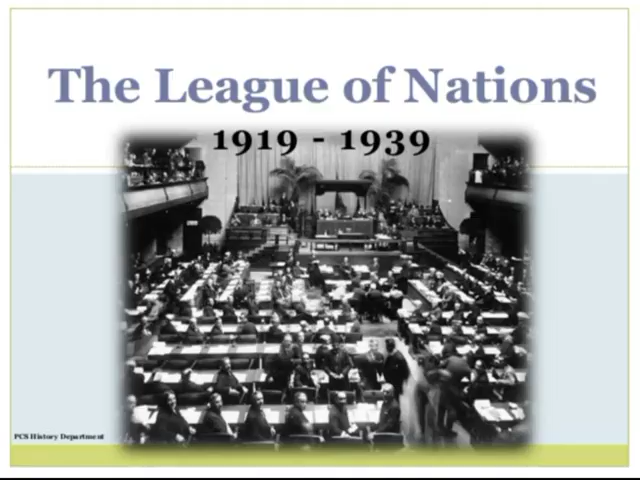 The League of Nations
1919 - 1939
PCS History Department